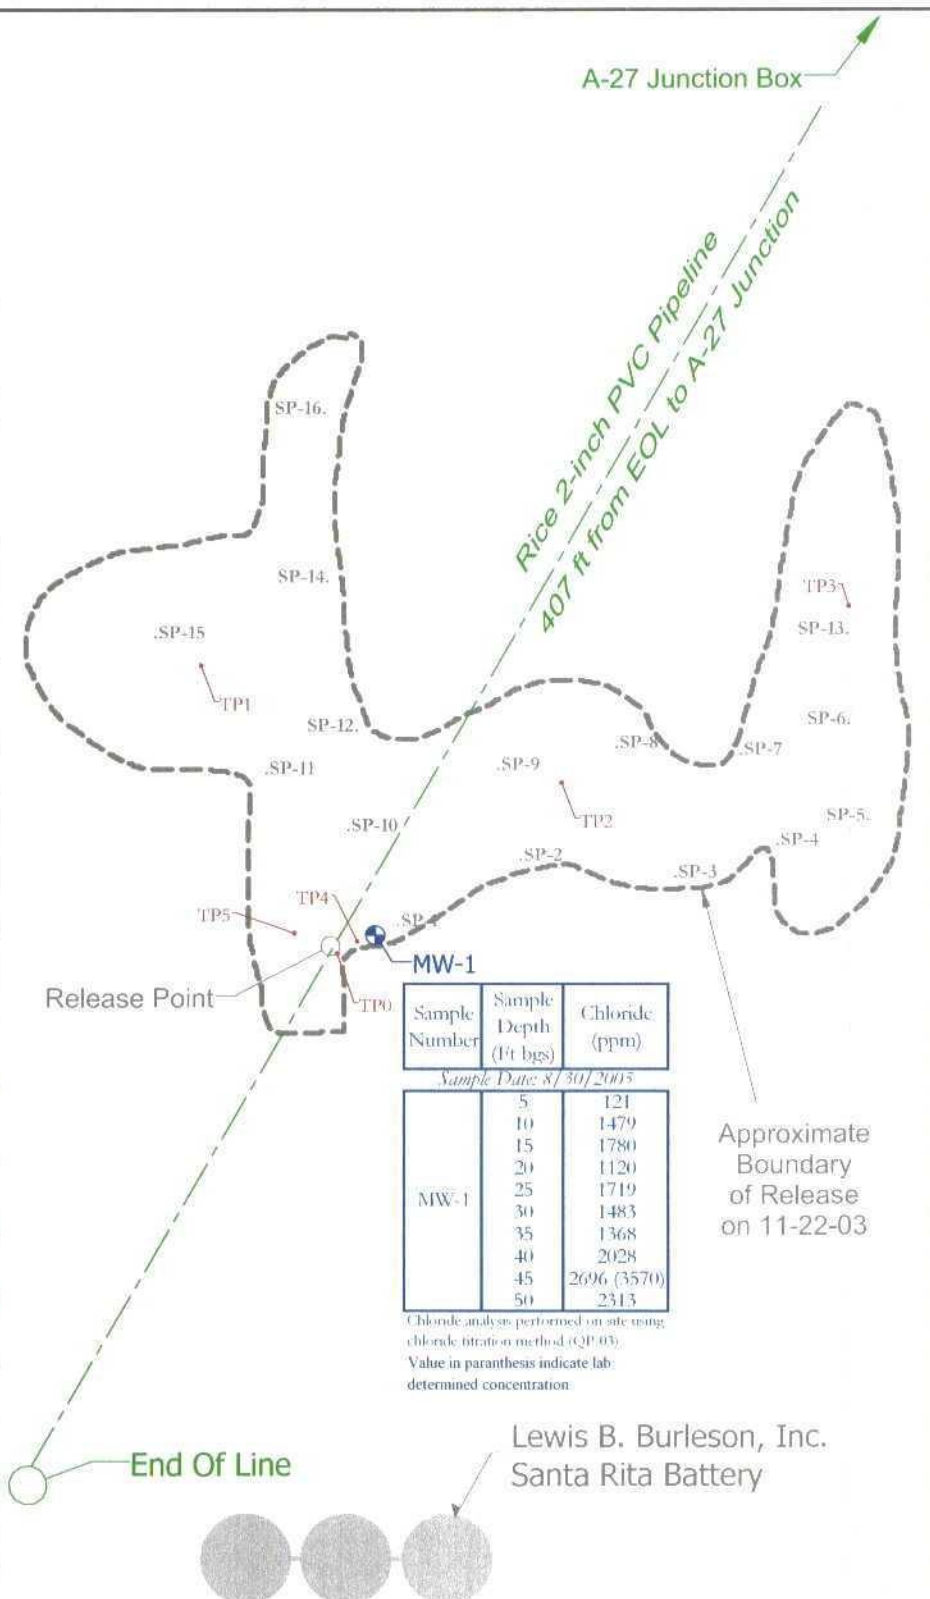 A-27 Junction Box
Rice 2-inch PVC Pipeline
407 ft from EOL to A-27 Junction
SP-16.
SP-14.
TP3
.SP-15
SP-13.
TP1
SP-12.
SP-6.
SP-8
.SP-7
.SP-11
.SP-9
.SP-10
TP2
SP-5.
.SP-4
.SP-2
.SP-3
TP4
TP5
MW-1
Release Point
TP0
Sample Number
Sample Depth (Ft bgs)
Chloride (ppm)
Sample Date: 8/30/2005
MW-1
5 121
10 1479
15 1780
20 1120
25 1719
30 1483
35 1368
40 2028
45 2696 (3570)
50 2313
Chloride analysis performed on site using
chloride titration method (QP-03)
Value in paranthesis indicate lab
determined concentration
Approximate
Boundary
of Release
on 11-22-03
End Of Line
Lewis B. Burleson, Inc.
Santa Rita Battery